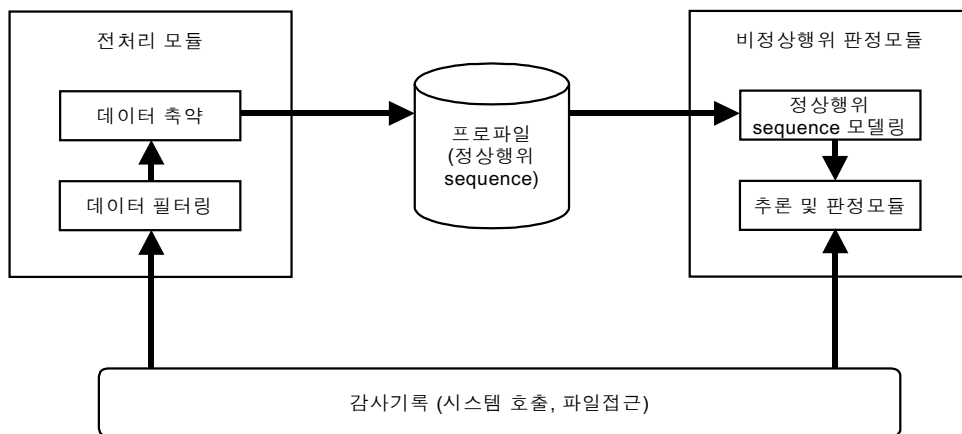 전처리 모듈
데이터 축약
데이터 필터링
프로파일
(정상행위
sequence)
비정상행위 판정모듈
정상행위
sequence 모델링
추론 및 판정모듈
감사기록 (시스템 호출, 파일접근)